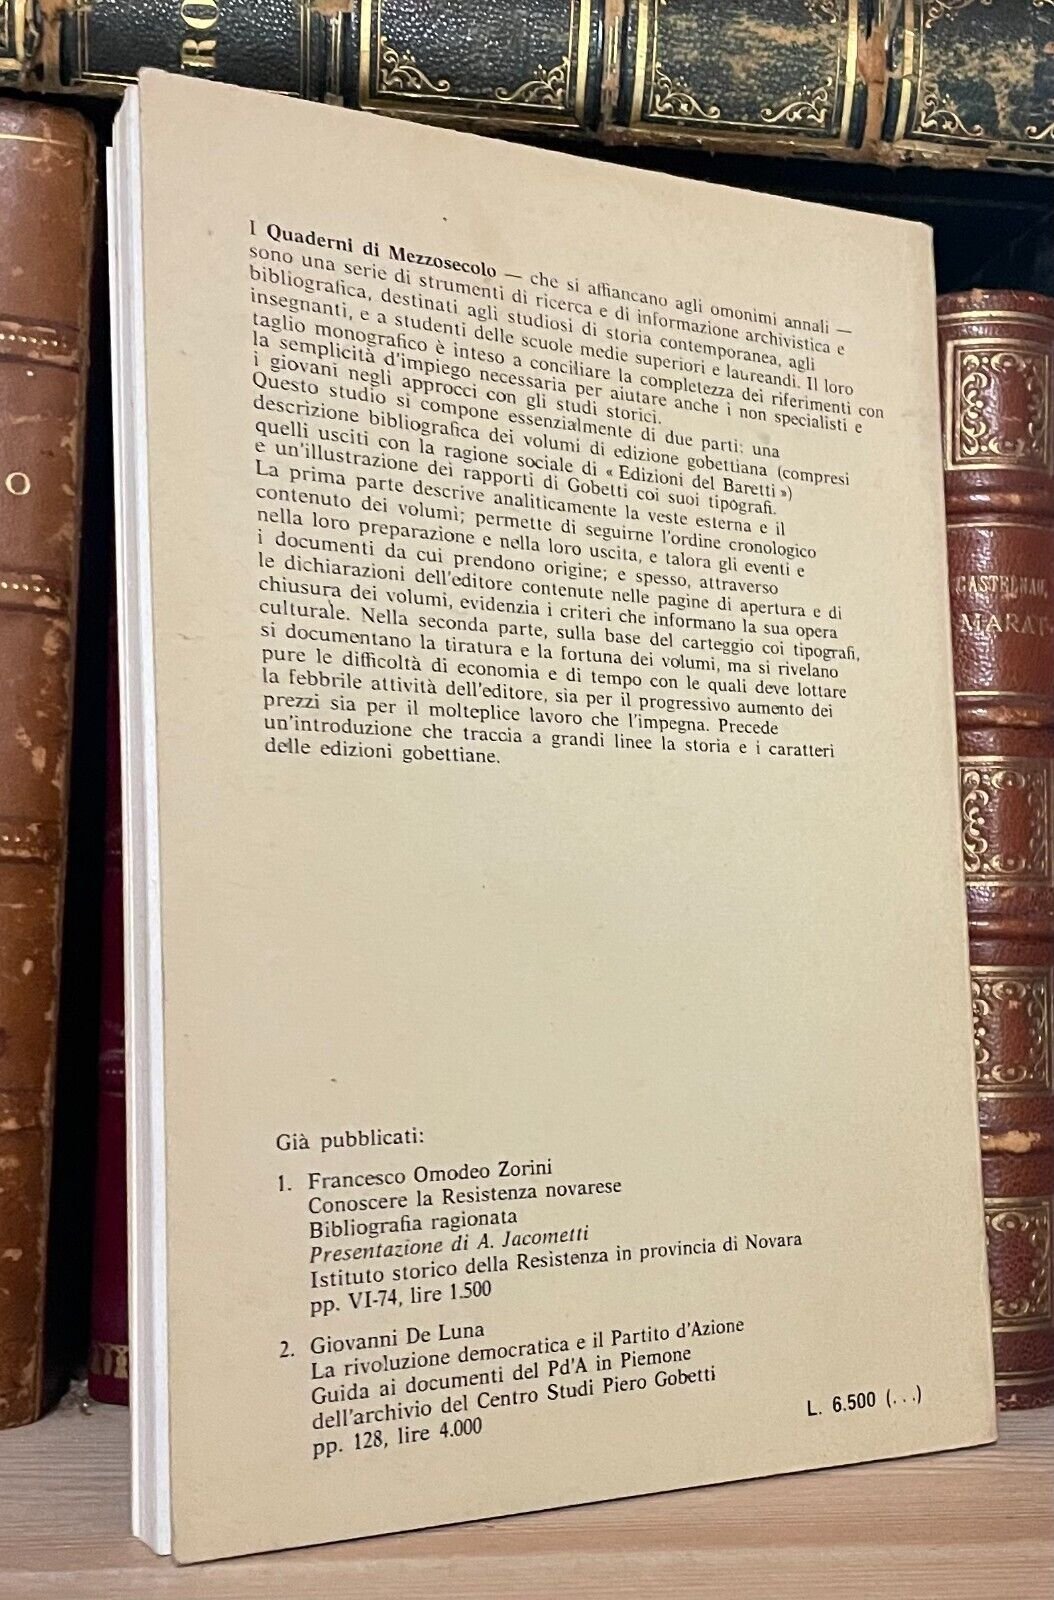 RO
O
I Quaderni di Mezzosecolo — che si affiancano agli omonimi annali —
sono una serie di strumenti di ricerca e di informazione archivistica e
bibliografica, destinati agli studiosi di storia contemporanea, agli
insegnanti, e a studenti delle scuole medie superiori e laureandi. Il loro
taglio monografico è inteso a conciliare la completezza dei riferimenti con
la semplicità d'impiego necessaria per aiutare anche i non specialisti e
i giovani negli approcci con gli studi storici.
Questo studio si compone essenzialmente di due parti: una
descrizione bibliografica dei volumi di edizione gobettiana (compresi
quelli usciti con la ragione sociale di « Edizioni del Baretti »)
e un'illustrazione dei rapporti di Gobetti coi suoi tipografi.
La prima parte descrive analiticamente la veste esterna e il
contenuto dei volumi; permette di seguirne l'ordine cronologico
nella loro preparazione e nella loro uscita, e talora gli eventi e
i documenti da cui prendono origine; e spesso, attraverso
le dichiarazioni dell'editore contenute nelle pagine di apertura e di
chiusura dei volumi, evidenzia i criteri che informano la sua opera
culturale. Nella seconda parte, sulla base del carteggio coi tipografi,
si documentano la tiratura e la fortuna dei volumi, ma si rivelano
pure le difficoltà di economia e di tempo con le quali deve lottare
la febbrile attività dell'editore, sia per il progressivo aumento dei
prezzi sia per il molteplice lavoro che l'impegna. Precede
un'introduzione che traccia a grandi linee la storia e i caratteri
delle edizioni gobettiane.
Già pubblicati:
1. Francesco Omodeo Zorini
Conoscere la Resistenza novarese
Bibliografia ragionata
Presentazione di A. Jacometti
Istituto storico della Resistenza in provincia di Novara
pp. VI-74, lire 1.500
2. Giovanni De Luna
La rivoluzione democratica e il Partito d'Azione
Guida ai documenti del Pd'A in Piemone
dell'archivio del Centro Studi Piero Gobetti
pp. 128, lire 4.000
L. 6.500 (. . .)
CASTELNAU,
MARAT